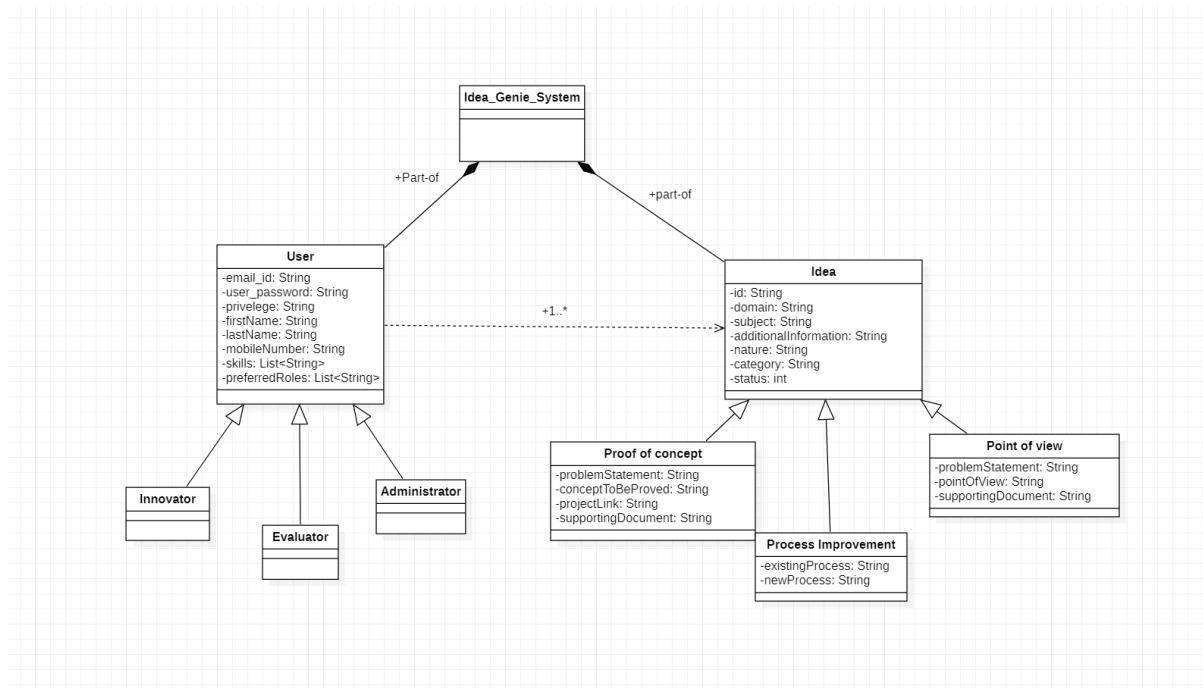 Idea_Genie_System
+Part-of
+part-of
User
-email_id: String
-user_password: String
-privelege: String
-firstName: String
-lastName: String
-mobileNumber: String
-skills: List<String>
-preferredRoles: List<String>
+1..*
Idea
-id: String
-domain: String
-subject: String
-additionalInformation: String
-nature: String
-category: String
-status: int
Innovator
Evaluator
Administrator
Proof of concept
-problemStatement: String
-conceptToBeProved: String
-projectLink: String
-supportingDocument: String
Process Improvement
-existingProcess: String
-newProcess: String
Point of view
-problemStatement: String
-pointOfView: String
-supportingDocument: String